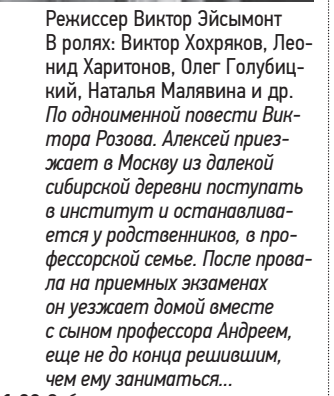 Режиссер Виктор Эйсымонт
В ролях: Виктор Хохряков, Лео-
нид Харитонов, Олег Голубиц-
кий, Наталья Малявина и др.
По одноименной повести Вик-
тора Розова. Алексей приез-
жает в Москву из далекой
сибирской деревни поступать
в институт и останавлива-
ется у родственников, в про-
фессорской семье. После прова-
ла на приемных экзаменах
он уезжает домой вместе
с сыном профессора Андреем,
еще не до конца решившим,
чем ему заниматься...